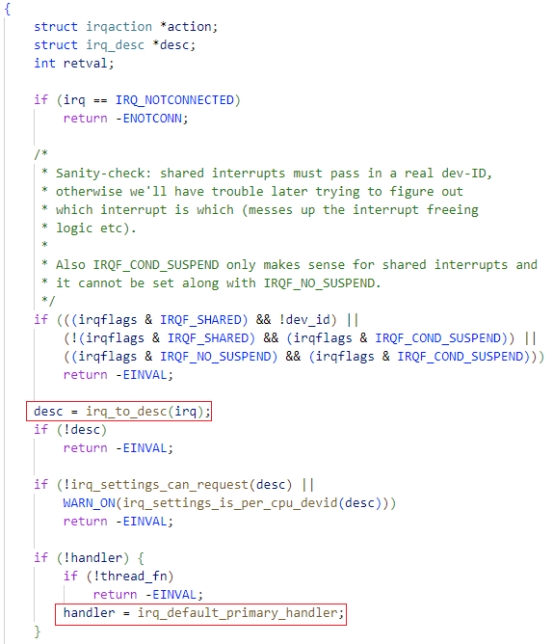 {
    struct irqaction *action;
    struct irq_desc *desc;
    int retval;

    if (irq == IRQ_NOTCONNECTED)
        return -ENOTCONN;

    /*
     * Sanity-check: shared interrupts must pass in a real dev-ID,
     * otherwise we'll have trouble later trying to figure out
     * which interrupt is which (messes up the interrupt freeing
     * logic etc).
     *
     * Also IRQF_COND_SUSPEND only makes sense for shared interrupts and
     * it cannot be set along with IRQF_NO_SUSPEND.
     */
    if (((irqflags & IRQF_SHARED) && !dev_id) ||
        (!(irqflags & IRQF_SHARED) && (irqflags & IRQF_COND_SUSPEND)) ||
        ((irqflags & IRQF_NO_SUSPEND) && (irqflags & IRQF_COND_SUSPEND)))
        return -EINVAL;

    desc = irq_to_desc(irq);
    if (!desc)
        return -EINVAL;

    if (!irq_settings_can_request(desc) ||
        WARN_ON(irq_settings_is_per_cpu_devid(desc)))
        return -EINVAL;

    if (!handler) {
        if (!thread_fn)
            return -EINVAL;
        handler = irq_default_primary_handler;
    }